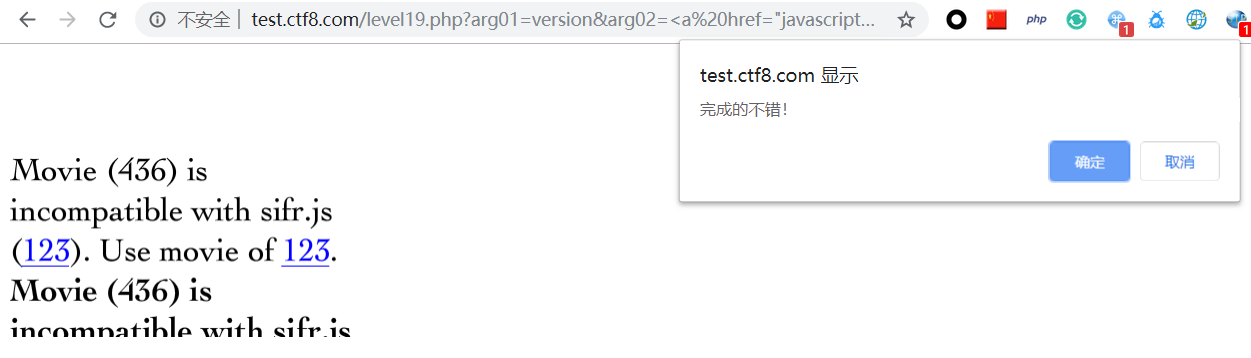 不安全 | test.ctf8.com/level19.php?arg01=version&arg02=<a%20href="javascript...
php
1
1
test.ctf8.com 显示
完成的不错！
确定
取消
Movie (436) is
incompatible with sifr.js
(123). Use movie of 123.
Movie (436) is
incompatible with sifr.js